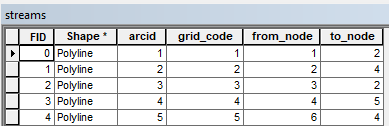 streams
FID Shape * arcid grid_code from_node to_node
0 Polyline 1 1 1 2
1 Polyline 2 2 2 4
2 Polyline 3 3 3 2
3 Polyline 4 4 4 5
4 Polyline 5 5 6 4